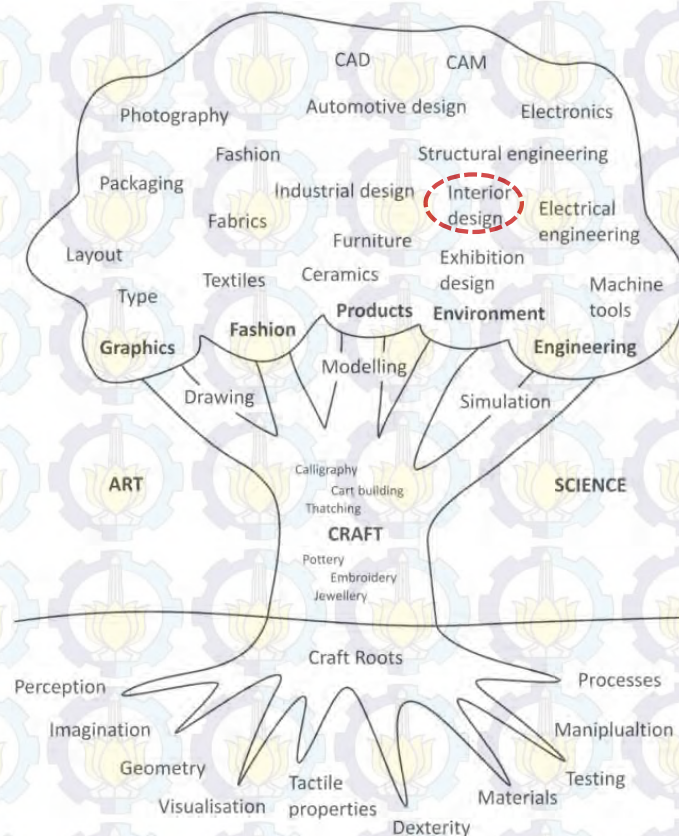 CAD
CAM
Automotive design
Photography
Electronics
Fashion
Structural engineering
Packaging
Industrial design
Interior
design
Fabrics
Electrical
engineering
Furniture
Layout
Exhibition
design
Textiles
Ceramics
Type
Machine
tools
Products
Environment
Fashion
Graphics
Engineering
Modelling
Drawing
Simulation
Calligraphy
Cart building
Thatching
ART
SCIENCE
CRAFT
Pottery
Embroidery
Jewellery
Craft Roots
Perception
Processes
Imagination
Maniplualtion
Geometry
Testing
Tactile
properties
Visualisation
Materials
Dexterity